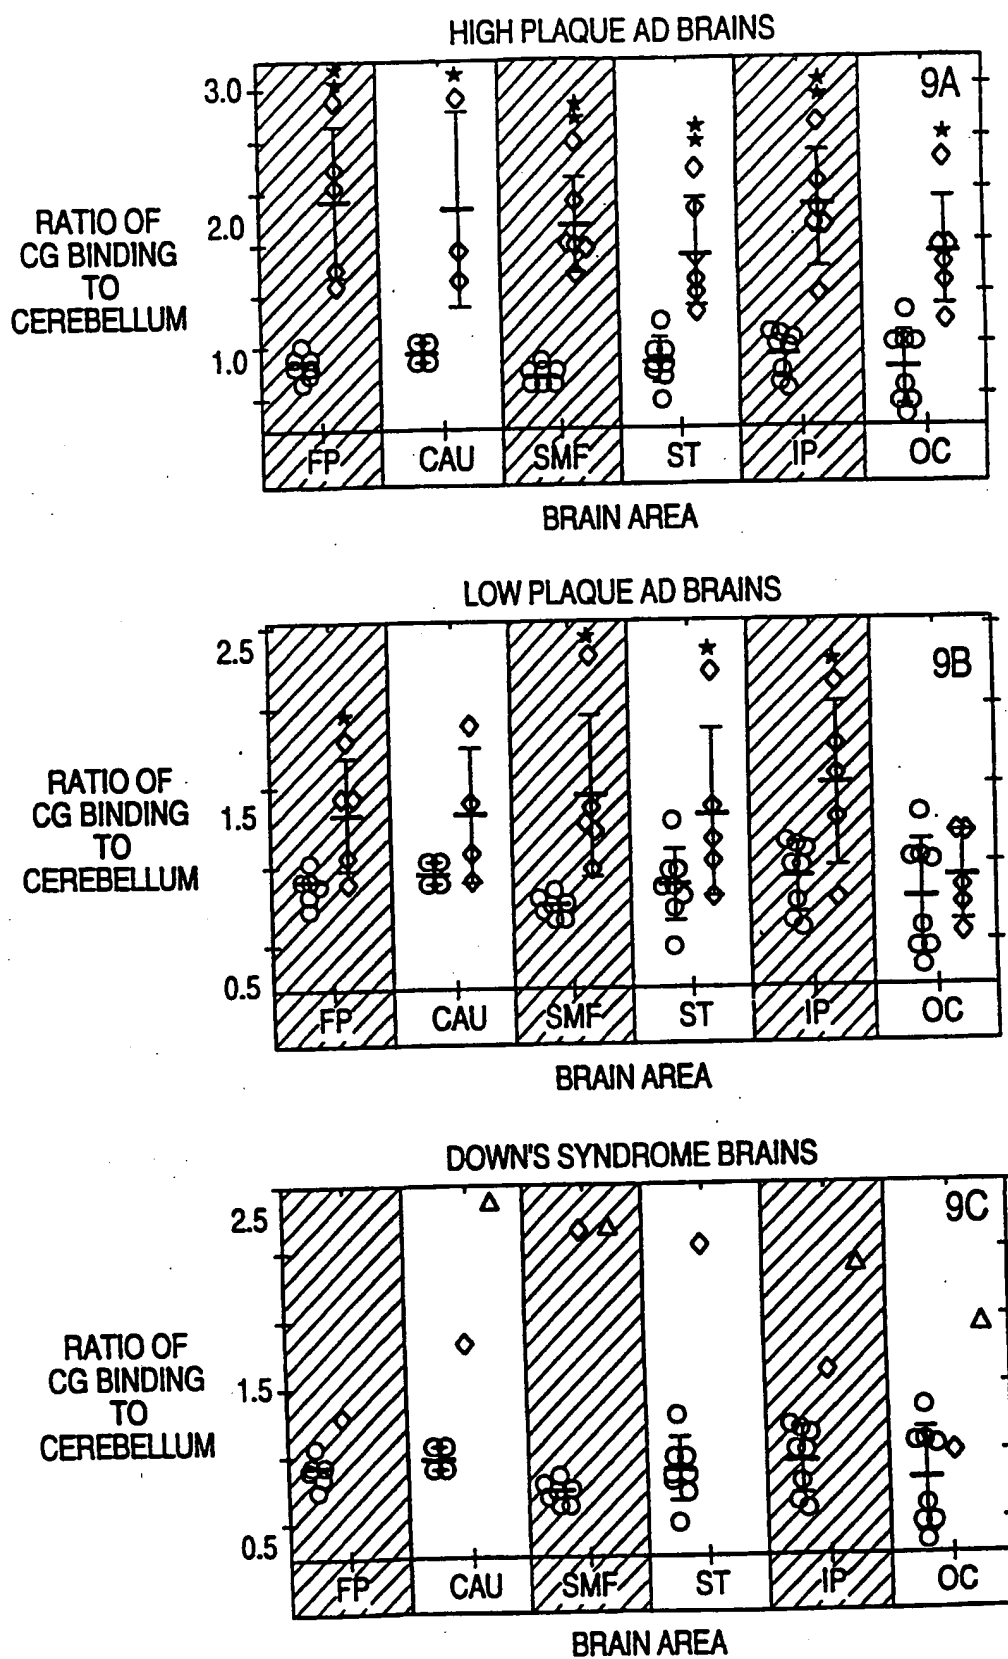 HIGH PLAQUE AD BRAINS
9A
3.0
2.0
1.0
RATIO OF
CG BINDING
TO
CEREBELLUM
FP CAU SMF ST IP OC
BRAIN AREA
LOW PLAQUE AD BRAINS
9B
2.5
1.5
0.5
RATIO OF
CG BINDING
TO
CEREBELLUM
FP CAU SMF ST IP OC
BRAIN AREA
DOWN'S SYNDROME BRAINS
9C
2.5
1.5
0.5
RATIO OF
CG BINDING
TO
CEREBELLUM
FP CAU SMF ST IP OC
BRAIN AREA